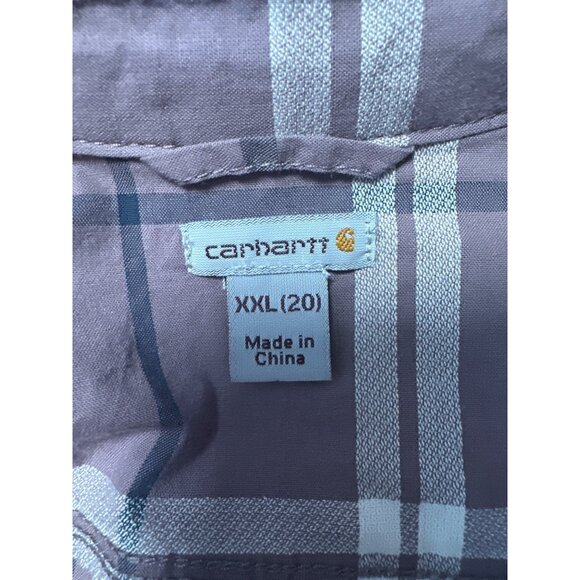 carhartt
XXL(20)
Made in
China